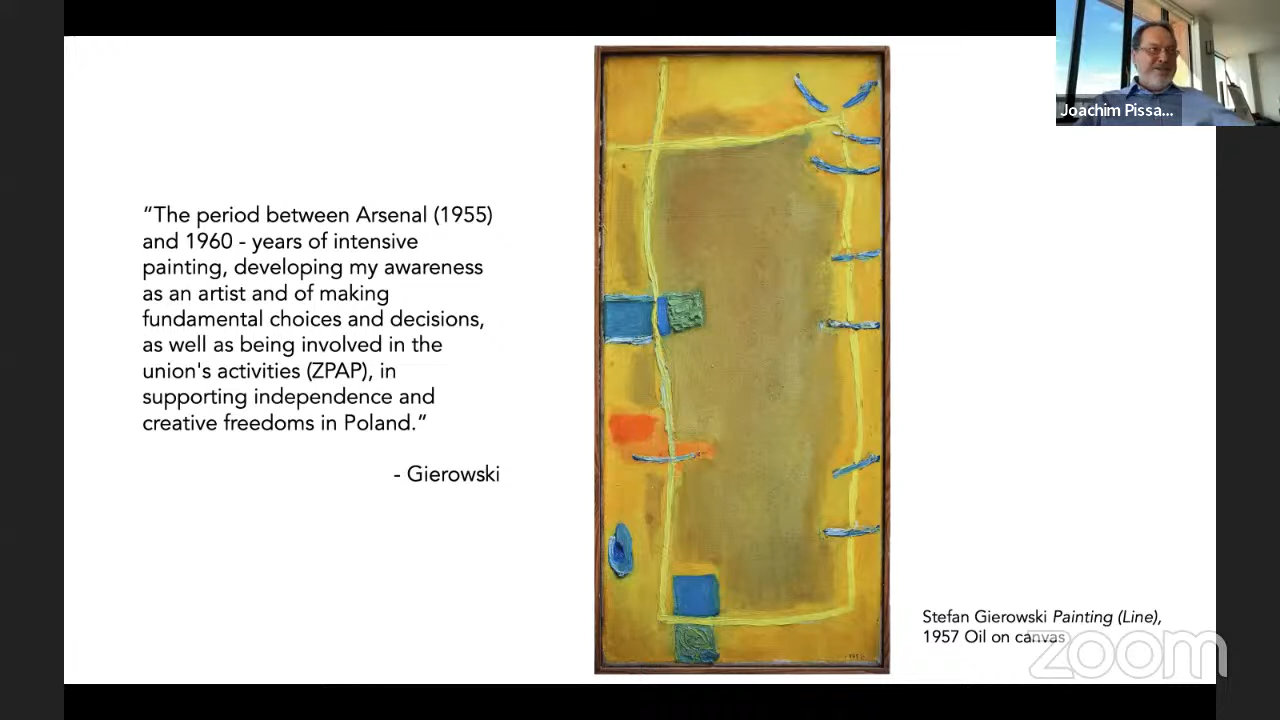 Joachim Pissa...
“The period between Arsenal (1955)
and 1960 - years of intensive
painting, developing my awareness
as an artist and of making
fundamental choices and decisions,
as well as being involved in the
union's activities (ZPAP), in
supporting independence and
creative freedoms in Poland.”
- Gierowski
Stefan Gierowski Painting (Line),
1957 Oil on canvas
zoom